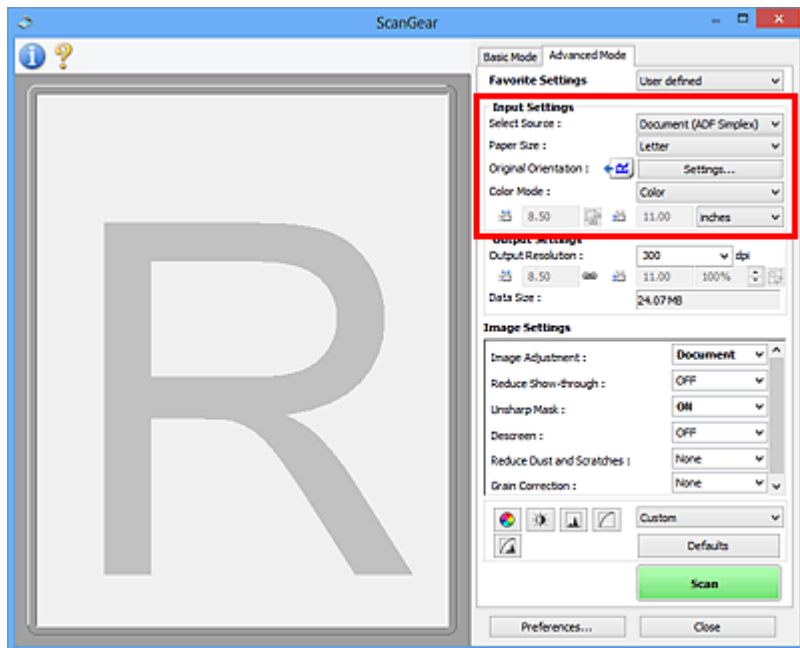 ScanGear
Basic Mode Advanced Mode
Favorite Settings User defined
Input Settings
Select Source : Document (ADF Simplex)
Paper Size : Letter
Original Orientation : Settings...
Color Mode : Color
8.50 11.00 inches
Output Settings
Output Resolution : 300 dpi
8.50 11.00 100%
Data Size : 24.07 MB
Image Settings
Image Adjustment : Document
Reduce Show-through : OFF
Unsharp Mask : ON
Descreen : OFF
Reduce Dust and Scratches : None
Grain Correction : None
Custom
Defaults
Scan
Preferences... Close
R